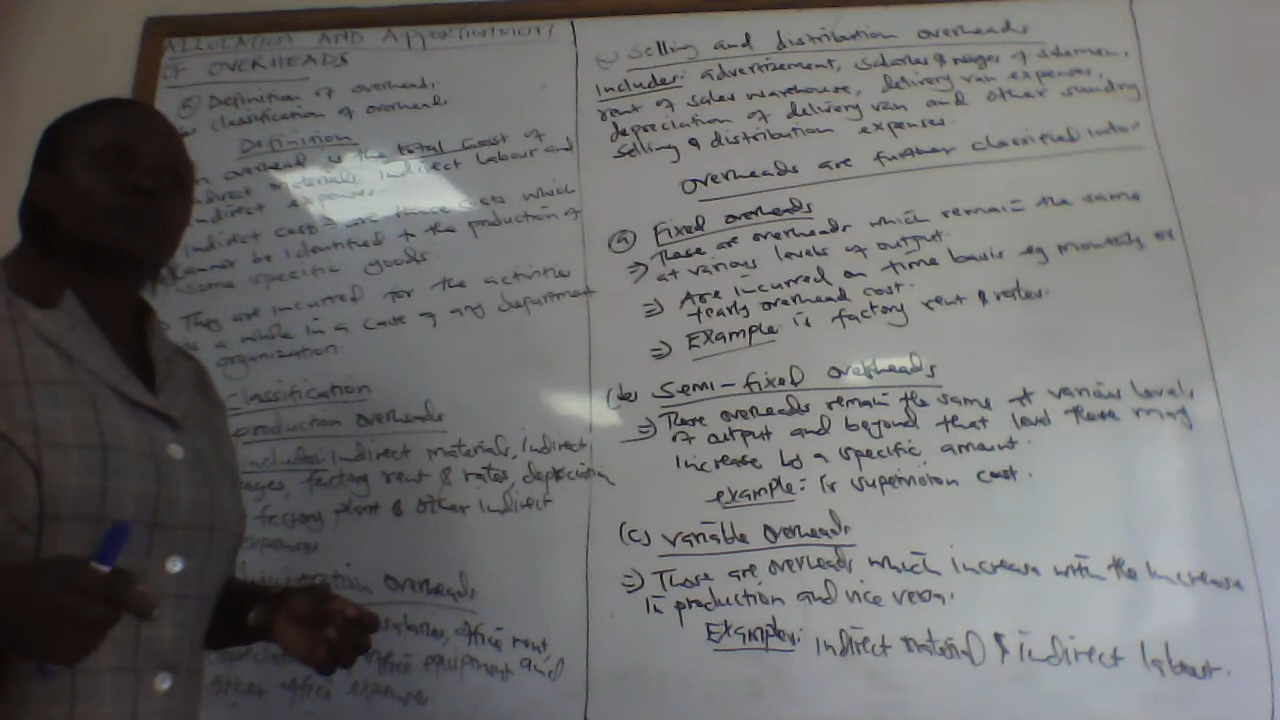 ALLOCATION AND Apportionment
OF OVERHEADS
Definition of overhead,
classification of overhead,
Definition
overhead is the total cost of
indirect materials, indirect labour and
indirect expenses
Indirect costs are those costs which
cannot be identified to the production of
some specific goods.
They are incurred for the activities
as a whole in a case of any department
organization.
Classification
production overheads
includes: Indirect materials, Indirect
wages, factory rent & rates, depreciation
factory plant & other Indirect
expenses
administration overheads
salaries, office rent
office equipment and
other office expenses.
(c) Selling and distribution overheads
Includes: advertizement, salaries & wages of salesmen,
rent of sales warehouse, delivery van expenses,
depreciation of delivery van and other sundry
selling & distribution expenses.
overheads are further classified into:-
(a) Fixed overheads
⇒ These are overheads which remain the same
at various levels of output.
⇒ Are incurred on time basis eg monthly or
yearly overhead cost.
⇒ Example is factory rent & rates.
(b) Semi-fixed overheads
⇒ These overheads remain the same at various levels
of output and beyond that level these may
increase by a specific amount.
example: is supervision cost.
(c) variable overheads
⇒ These are overheads which increase with the increase
in production and vice versa.
Examples: indirect material & indirect labour.